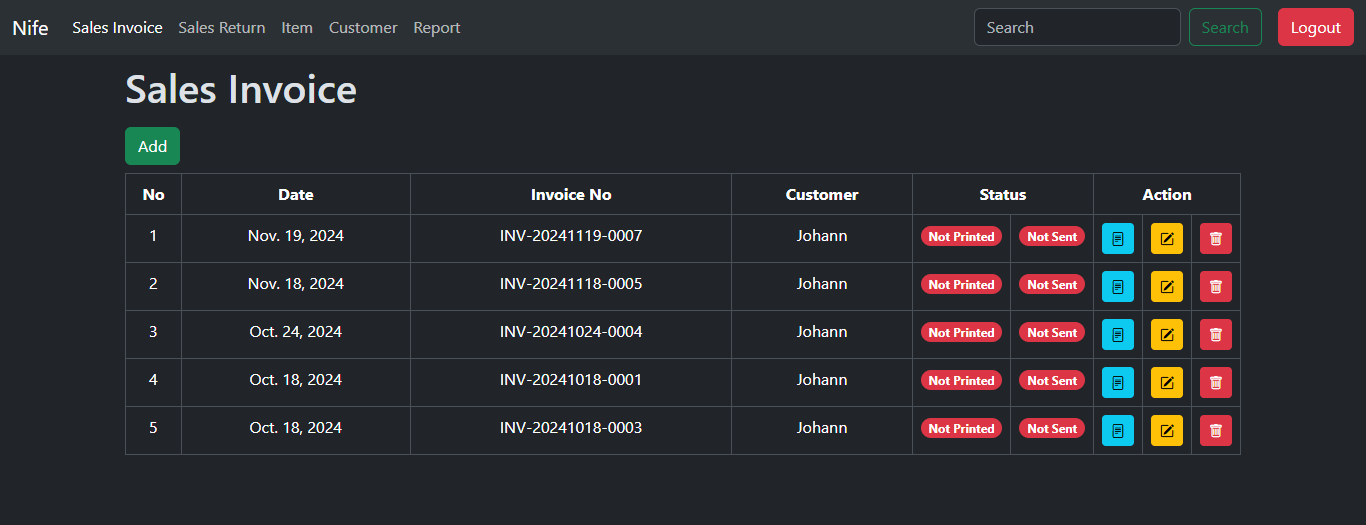 Nife Sales Invoice Sales Return Item Customer Report Search Search Logout
Sales Invoice
Add
No Date Invoice No Customer Status Action
1 Nov. 19, 2024 INV-20241119-0007 Johann Not Printed Not Sent
2 Nov. 18, 2024 INV-20241118-0005 Johann Not Printed Not Sent
3 Oct. 24, 2024 INV-20241024-0004 Johann Not Printed Not Sent
4 Oct. 18, 2024 INV-20241018-0001 Johann Not Printed Not Sent
5 Oct. 18, 2024 INV-20241018-0003 Johann Not Printed Not Sent